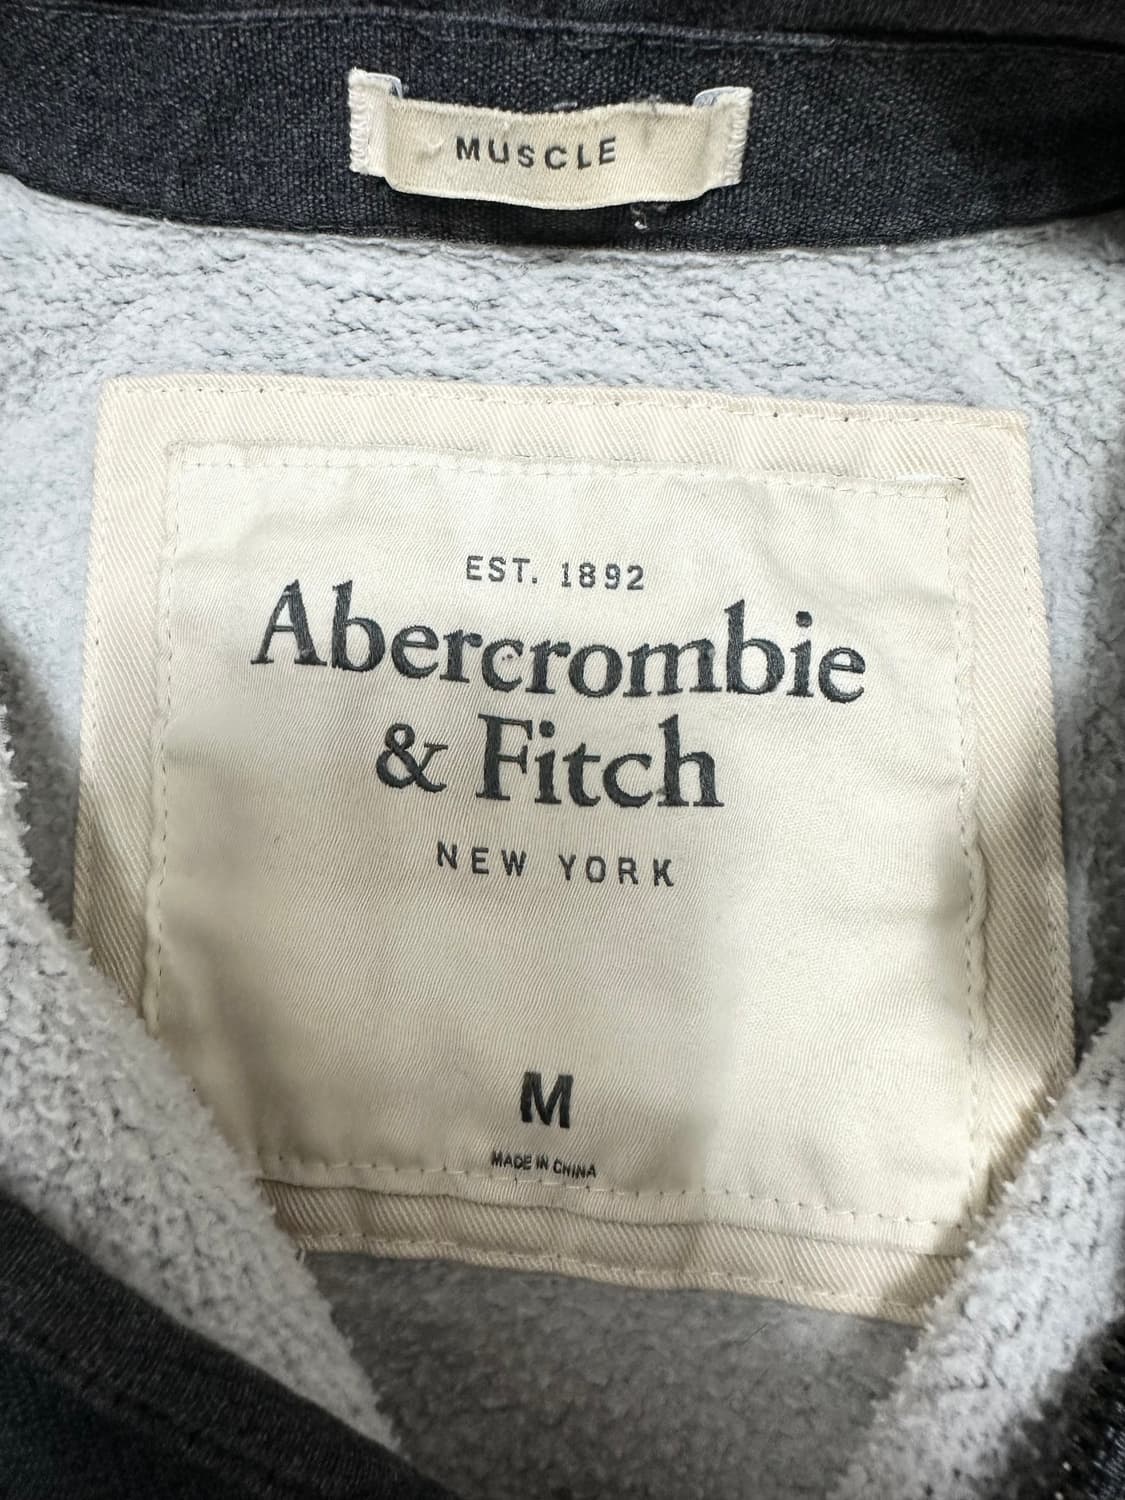 MUSCLE
EST. 1892
Abercrombie
& Fitch
NEW YORK
M
MADE IN CHINA